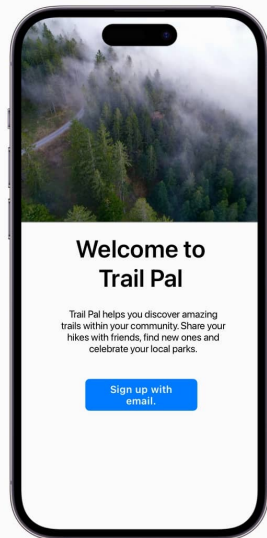 Welcome to
Trail Pal
Trail Pal helps you discover amazing
trails within your community. Share your
hikes with friends, find new ones and
celebrate your local parks.
Sign up with
email.